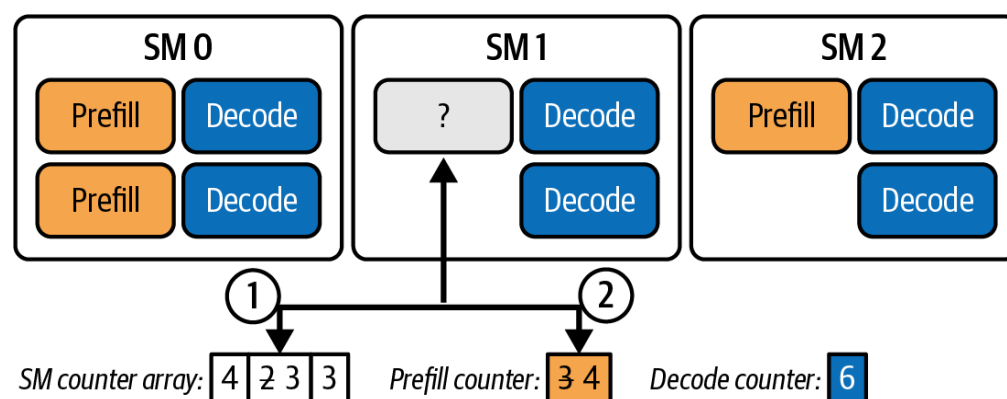 SM 0 SM 1 SM 2
Prefill Decode ? Decode Prefill Decode
Prefill Decode Decode Decode
1 2
SM counter array: 4 2 3 3 Prefill counter: 3 4 Decode counter: 6